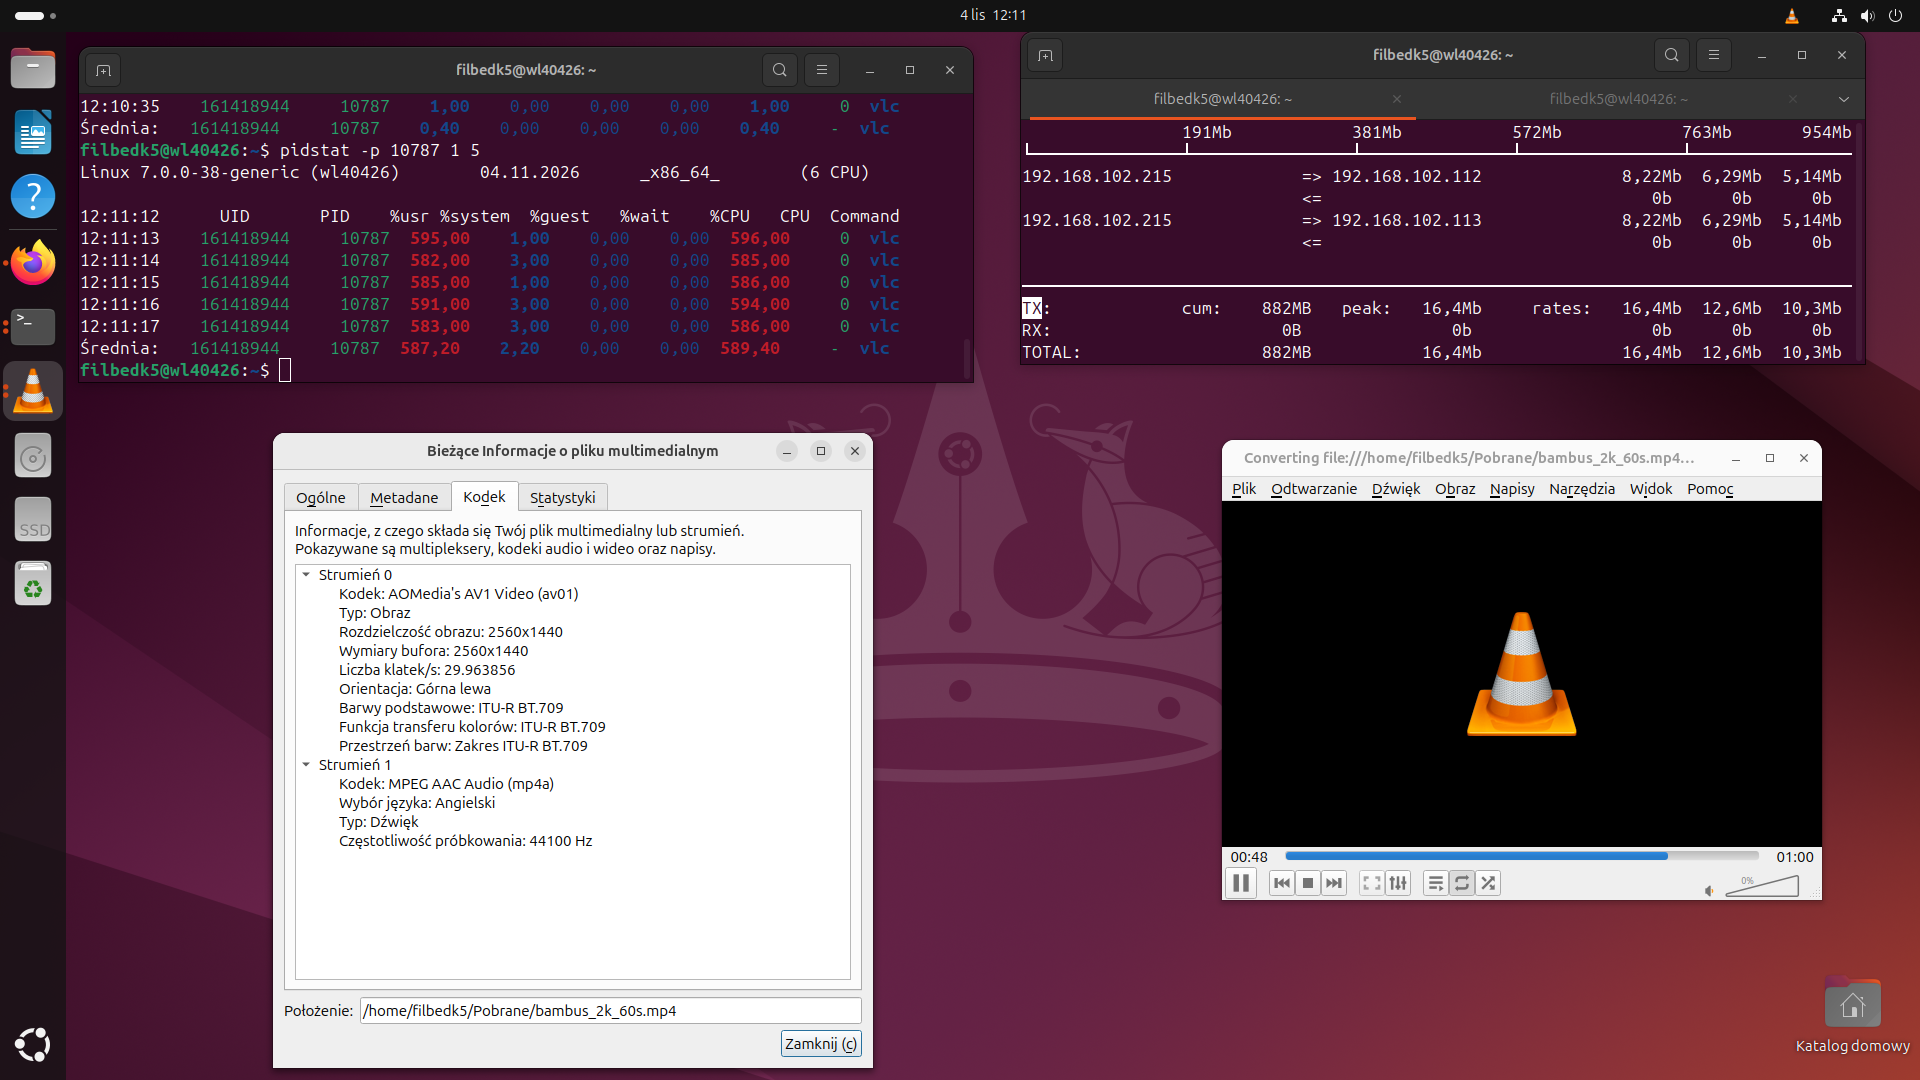 4 lis 12:11
filbedk5@wl40426: ~
12:10:35 161418944 10787 1,00 0,00 0,00 0,00 1,00 0 vlc
Średnia: 161418944 10787 0,40 0,00 0,00 0,00 0,40 - vlc
filbedk5@wl40426:~$ pidstat -p 10787 1 5
Linux 7.0.0-38-generic (wl40426) 04.11.2026 _x86_64_ (6 CPU)
12:11:12 UID PID %usr %system %guest %wait %CPU CPU Command
12:11:13 161418944 10787 595,00 1,00 0,00 0,00 596,00 0 vlc
12:11:14 161418944 10787 582,00 3,00 0,00 0,00 585,00 0 vlc
12:11:15 161418944 10787 585,00 1,00 0,00 0,00 586,00 0 vlc
12:11:16 161418944 10787 591,00 3,00 0,00 0,00 594,00 0 vlc
12:11:17 161418944 10787 583,00 3,00 0,00 0,00 586,00 0 vlc
Średnia: 161418944 10787 587,20 2,20 0,00 0,00 589,40 - vlc
filbedk5@wl40426:~$
filbedk5@wl40426: ~
filbedk5@wl40426: ~ filbedk5@wl40426: ~
191Mb 381Mb 572Mb 763Mb 954Mb
192.168.102.215 => 192.168.102.112 8,22Mb 6,29Mb 5,14Mb
<= 0b 0b 0b
192.168.102.215 => 192.168.102.113 8,22Mb 6,29Mb 5,14Mb
<= 0b 0b 0b
TX: cum: 882MB peak: 16,4Mb rates: 16,4Mb 12,6Mb 10,3Mb
RX: 0B 0b 0b 0b 0b
TOTAL: 882MB 16,4Mb 16,4Mb 12,6Mb 10,3Mb
SSD
Bieżące Informacje o pliku multimedialnym
Ogólne Metadane Kodek Statystyki
Informacje, z czego składa się Twój plik multimedialny lub strumień.
Pokazywane są multipleksery, kodeki audio i wideo oraz napisy.
Strumień 0
Kodek: AOMedia's AV1 Video (av01)
Typ: Obraz
Rozdzielczość obrazu: 2560x1440
Wymiary bufora: 2560x1440
Liczba klatek/s: 29.963856
Orientacja: Górna lewa
Barwy podstawowe: ITU-R BT.709
Funkcja transferu kolorów: ITU-R BT.709
Przestrzeń barw: Zakres ITU-R BT.709
Strumień 1
Kodek: MPEG AAC Audio (mp4a)
Wybór języka: Angielski
Typ: Dźwięk
Częstotliwość próbkowania: 44100 Hz
Położenie: /home/filbedk5/Pobrane/bambus_2k_60s.mp4
Zamknij (c)
Converting file:///home/filbedk5/Pobrane/bambus_2k_60s.mp4...
Plik Odtwarzanie Dźwięk Obraz Napisy Narzędzia Widok Pomoc
00:48 01:00
0%
Katalog domowy